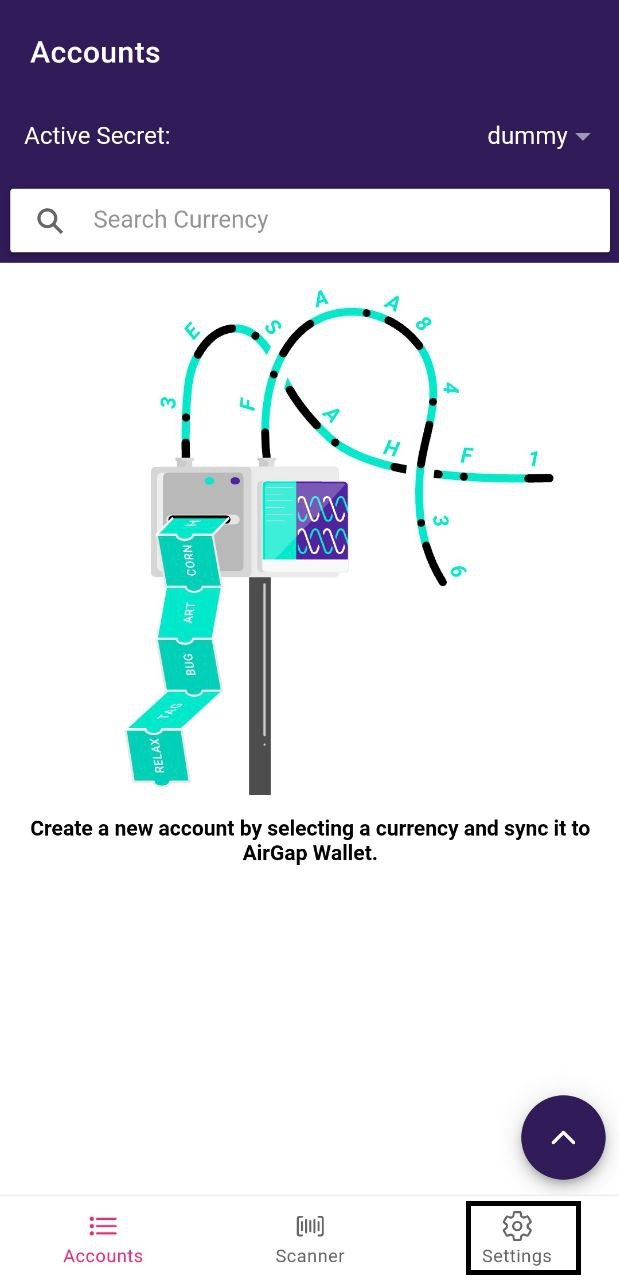 Accounts
Active Secret:
dummy
Search Currency
A
A
8
E
S
4
3
F
A
H
F
1
3
6
CORN
ART
BUG
TAG
RELAX
Create a new account by selecting a currency and sync it to
AirGap Wallet.
Accounts
Scanner
Settings